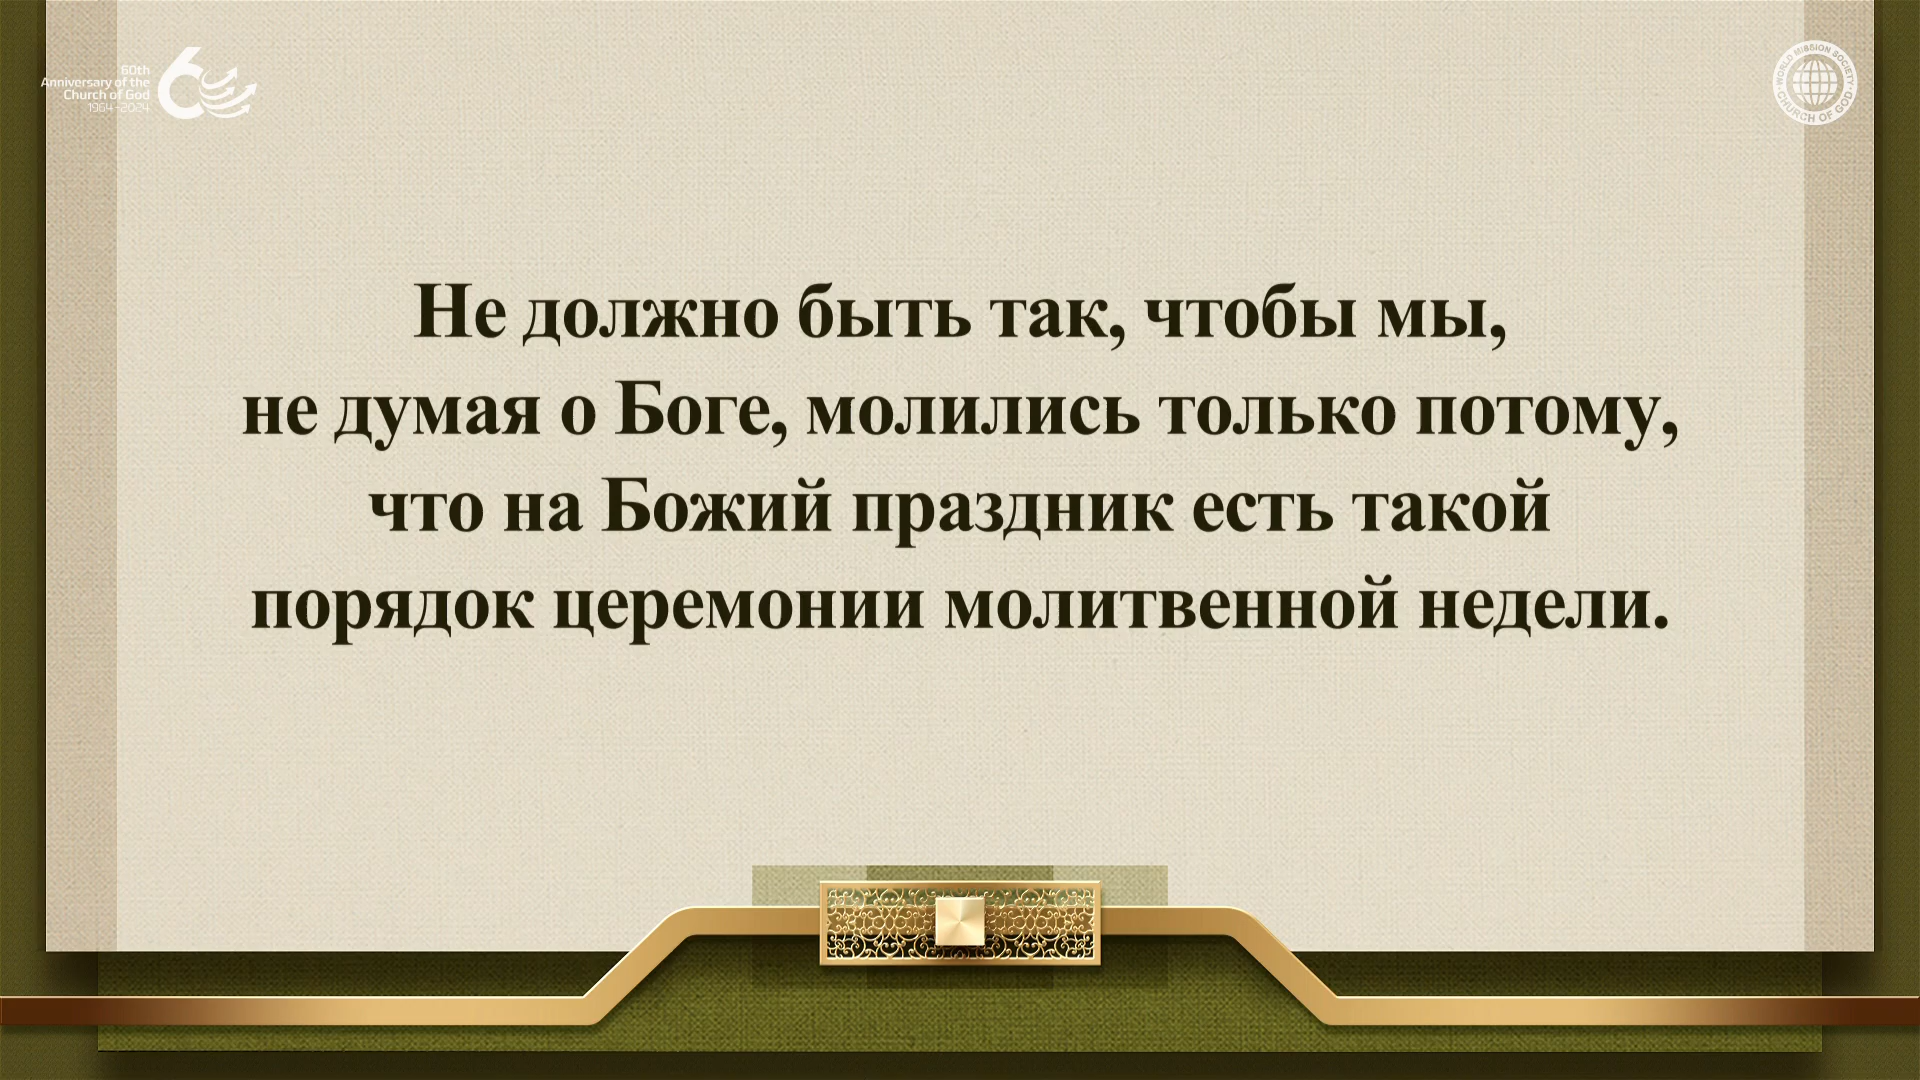 60th
Anniversary of the
Church of God
1964-2024
WORLD MISSION SOCIETY
CHURCH OF GOD
Не должно быть так, чтобы мы,
не думая о Боге, молились только потому,
что на Божий праздник есть такой
порядок церемонии молитвенной недели.